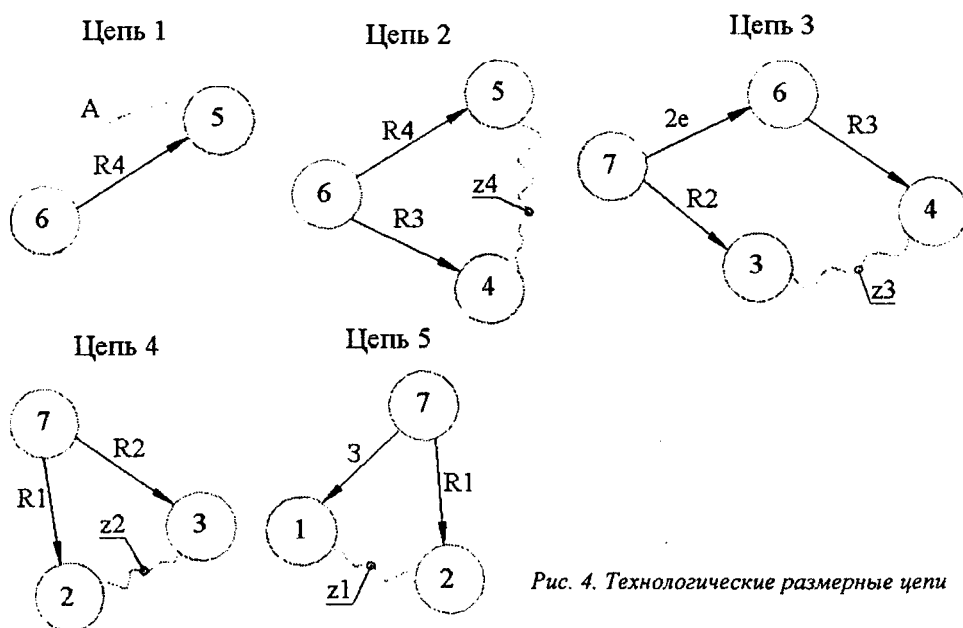 Цепь 1
Цепь 2
Цепь 3
A
5
R4
6
5
R4
z4
6
R3
4
6
2e
R3
7
R2
4
3
z3
Цепь 4
Цепь 5
7
R2
R1
z2
3
2
7
3
R1
1
z1
2
Рис. 4. Технологические размерные цепи